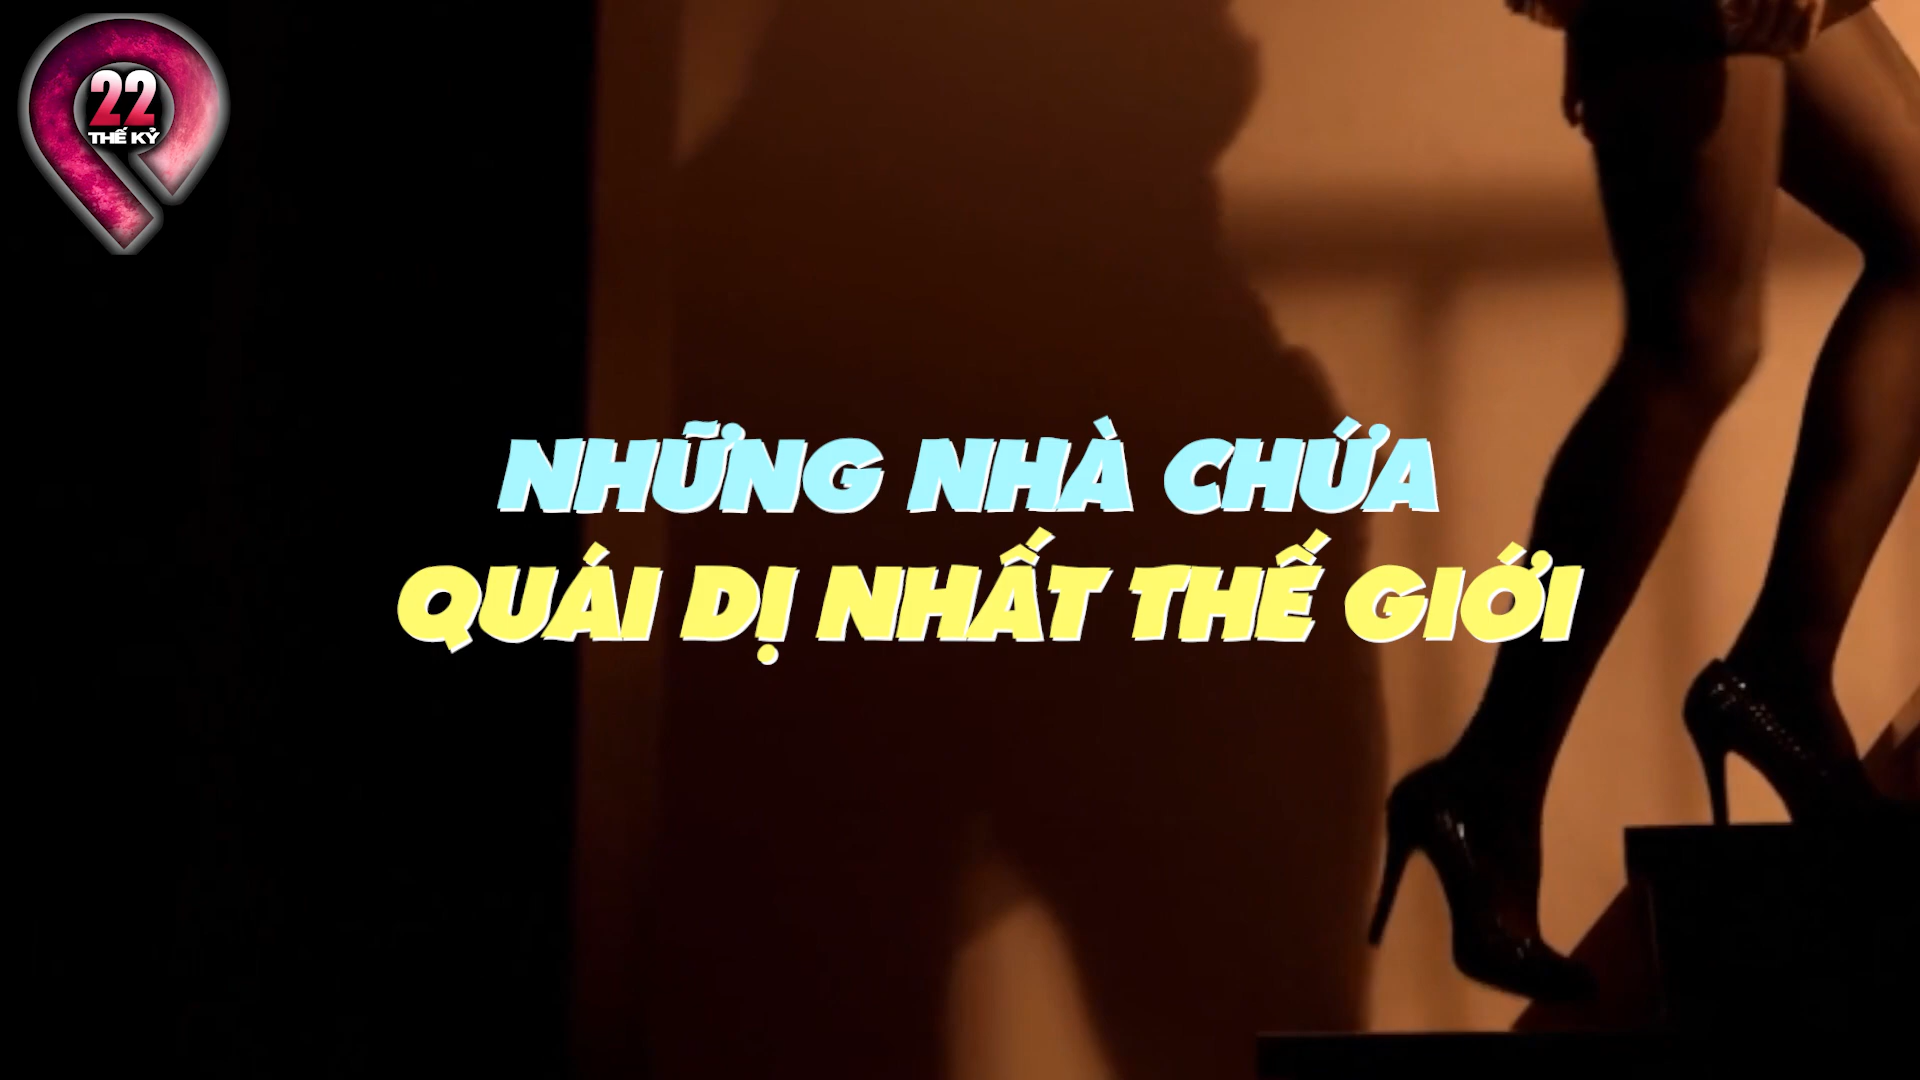 22
THẾ KỶ
NHỮNG NHÀ CHỨA
QUÁI DỊ NHẤT THẾ GIỚI